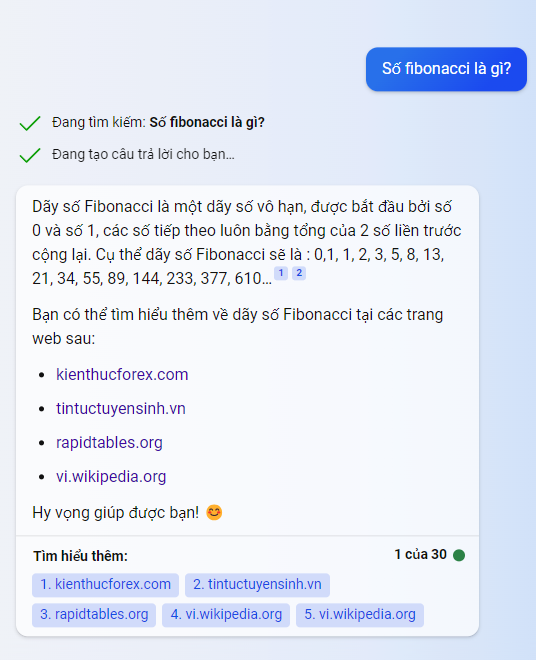 Số fibonacci là gì?
Đang tìm kiếm: Số fibonacci là gì?
Đang tạo câu trả lời cho bạn...
Dãy số Fibonacci là một dãy số vô hạn, được bắt đầu bởi số
0 và số 1, các số tiếp theo luôn bằng tổng của 2 số liền trước
cộng lại. Cụ thể dãy số Fibonacci sẽ là : 0,1, 1, 2, 3, 5, 8, 13,
21, 34, 55, 89, 144, 233, 377, 610... 1 2
Bạn có thể tìm hiểu thêm về dãy số Fibonacci tại các trang
web sau:
• kienthucforex.com
• tintuctuyensinh.vn
• rapidtables.org
• vi.wikipedia.org
Hy vọng giúp được bạn! 😊
Tìm hiểu thêm: 1 của 30
1. kienthucforex.com 2. tintuctuyensinh.vn
3. rapidtables.org 4. vi.wikipedia.org 5. vi.wikipedia.org